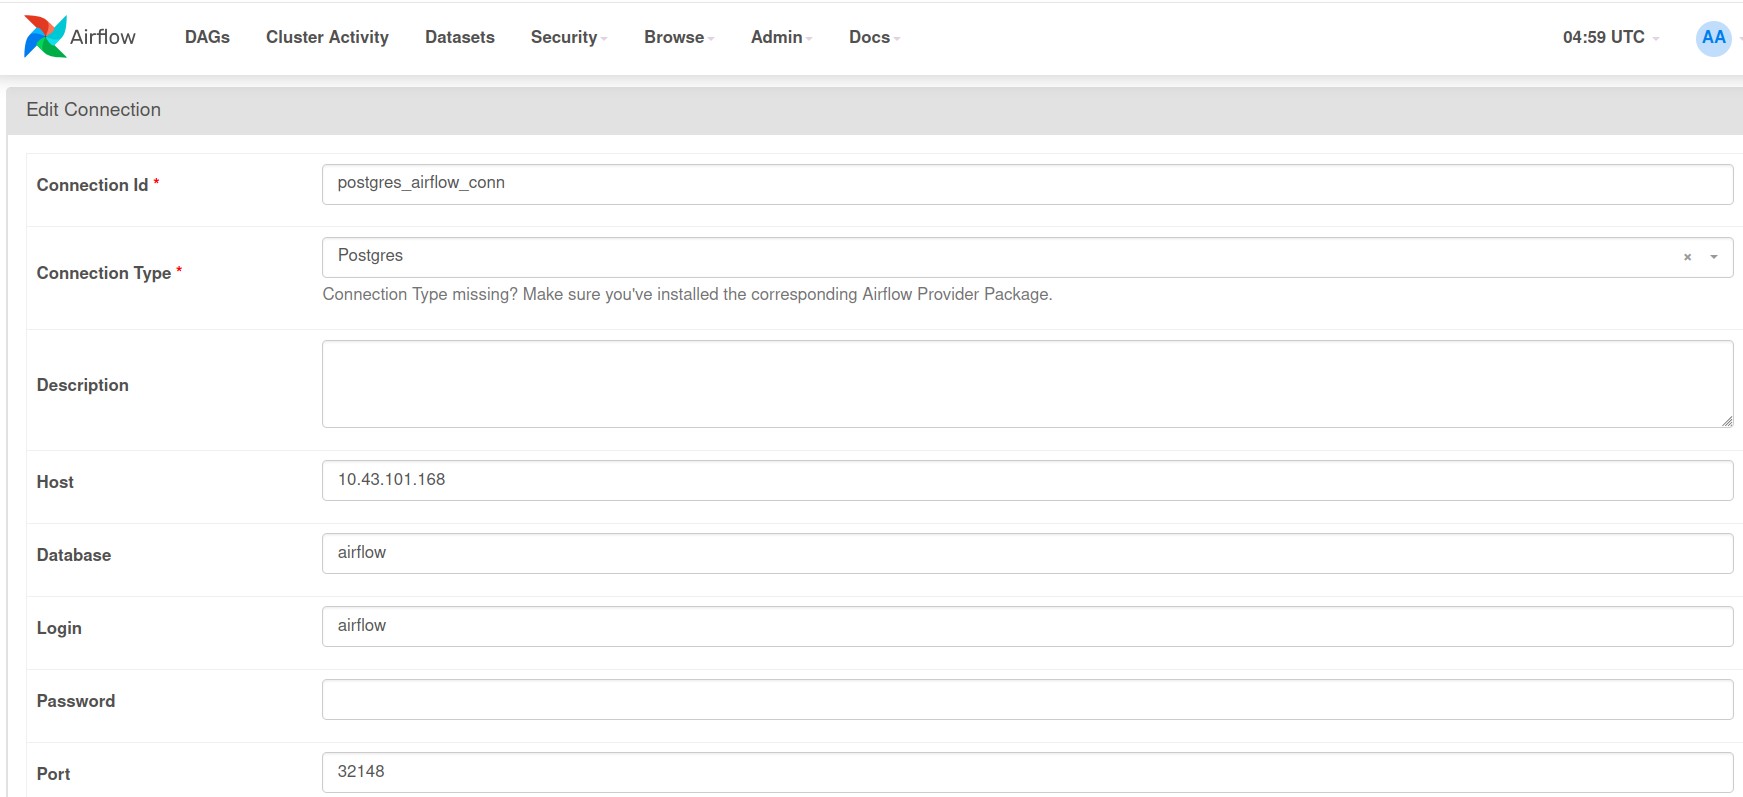 Airflow DAGs Cluster Activity Datasets Security Browse Admin Docs 04:59 UTC AA
Edit Connection
Connection Id * postgres_airflow_conn
Connection Type * Postgres
Connection Type missing? Make sure you've installed the corresponding Airflow Provider Package.
Description
Host 10.43.101.168
Database airflow
Login airflow
Password
Port 32148